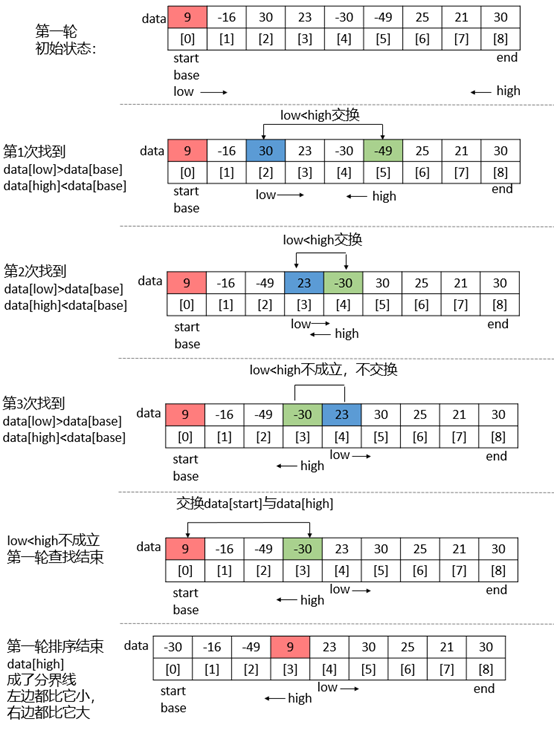 第一轮
初始状态：
data 9 -16 30 23 -30 -49 25 21 30
[0] [1] [2] [3] [4] [5] [6] [7] [8]
start end
base
low high
low<high交换
第1次找到
data[low]>data[base]
data[high]<data[base]
data 9 -16 30 23 -30 -49 25 21 30
[0] [1] [2] [3] [4] [5] [6] [7] [8]
start low high end
base
low<high交换
第2次找到
data[low]>data[base]
data[high]<data[base]
data 9 -16 -49 23 -30 30 25 21 30
[0] [1] [2] [3] [4] [5] [6] [7] [8]
start low end
base high
low<high不成立，不交换
第3次找到
data[low]>data[base]
data[high]<data[base]
data 9 -16 -49 -30 23 30 25 21 30
[0] [1] [2] [3] [4] [5] [6] [7] [8]
start low end
base high
交换data[start]与data[high]
low<high不成立
第一轮查找结束
data 9 -16 -49 -30 23 30 25 21 30
[0] [1] [2] [3] [4] [5] [6] [7] [8]
start low end
base high
第一轮排序结束
data[high]
成了分界线
左边都比它小，
右边都比它大
data -30 -16 -49 9 23 30 25 21 30
[0] [1] [2] [3] [4] [5] [6] [7] [8]
start low end
base high